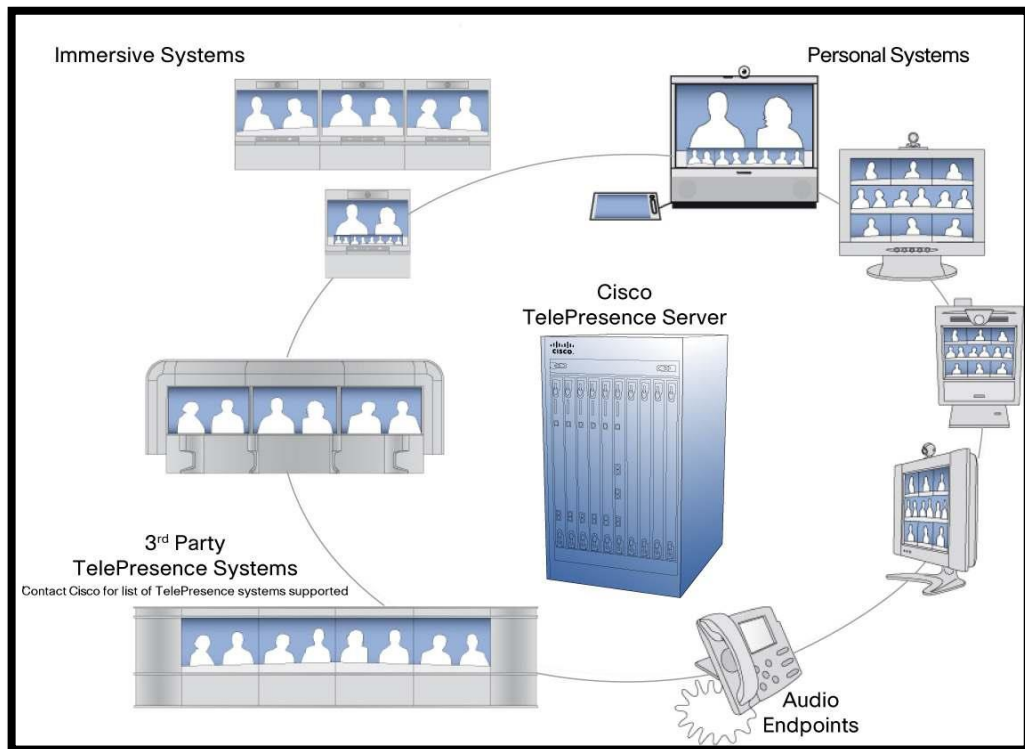 Immersive Systems
Personal Systems
Cisco
TelePresence Server
CISCO.
3rd Party
TelePresence Systems
Contact Cisco for list of TelePresence systems supported
Audio
Endpoints